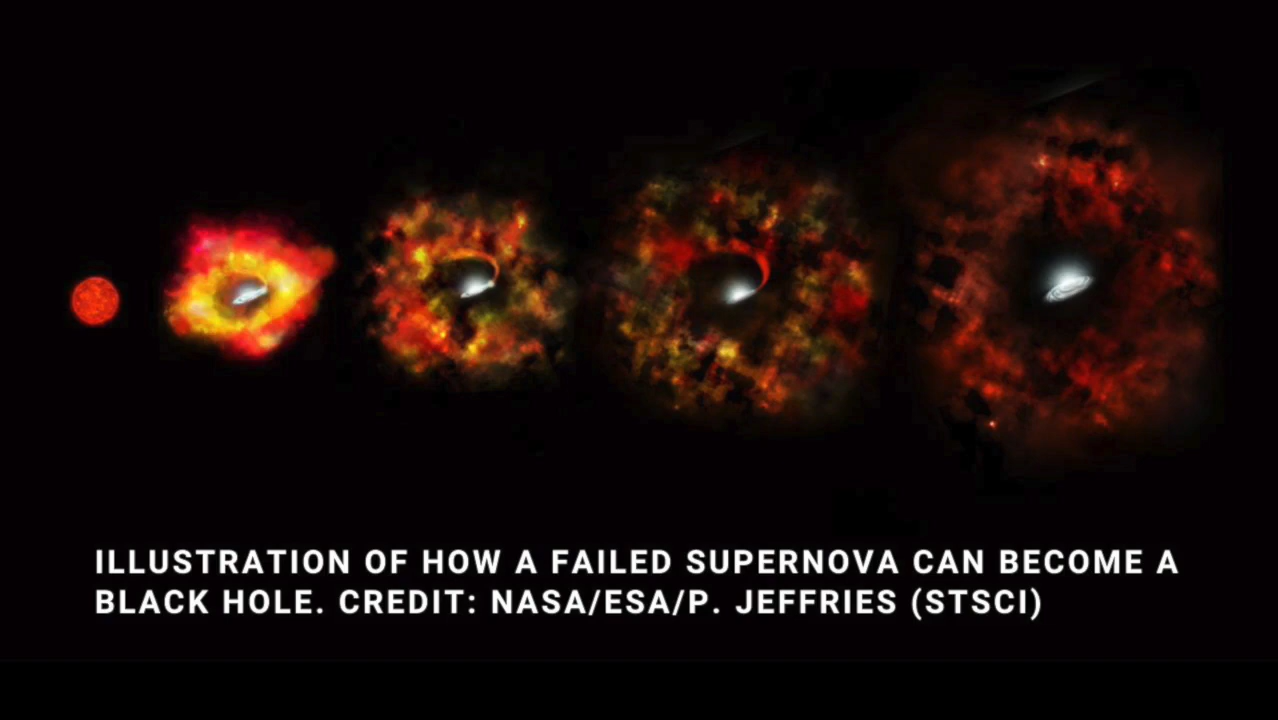 ILLUSTRATION OF HOW A FAILED SUPERNOVA CAN BECOME A
BLACK HOLE. CREDIT: NASA/ESA/P. JEFFRIES (STSCI)